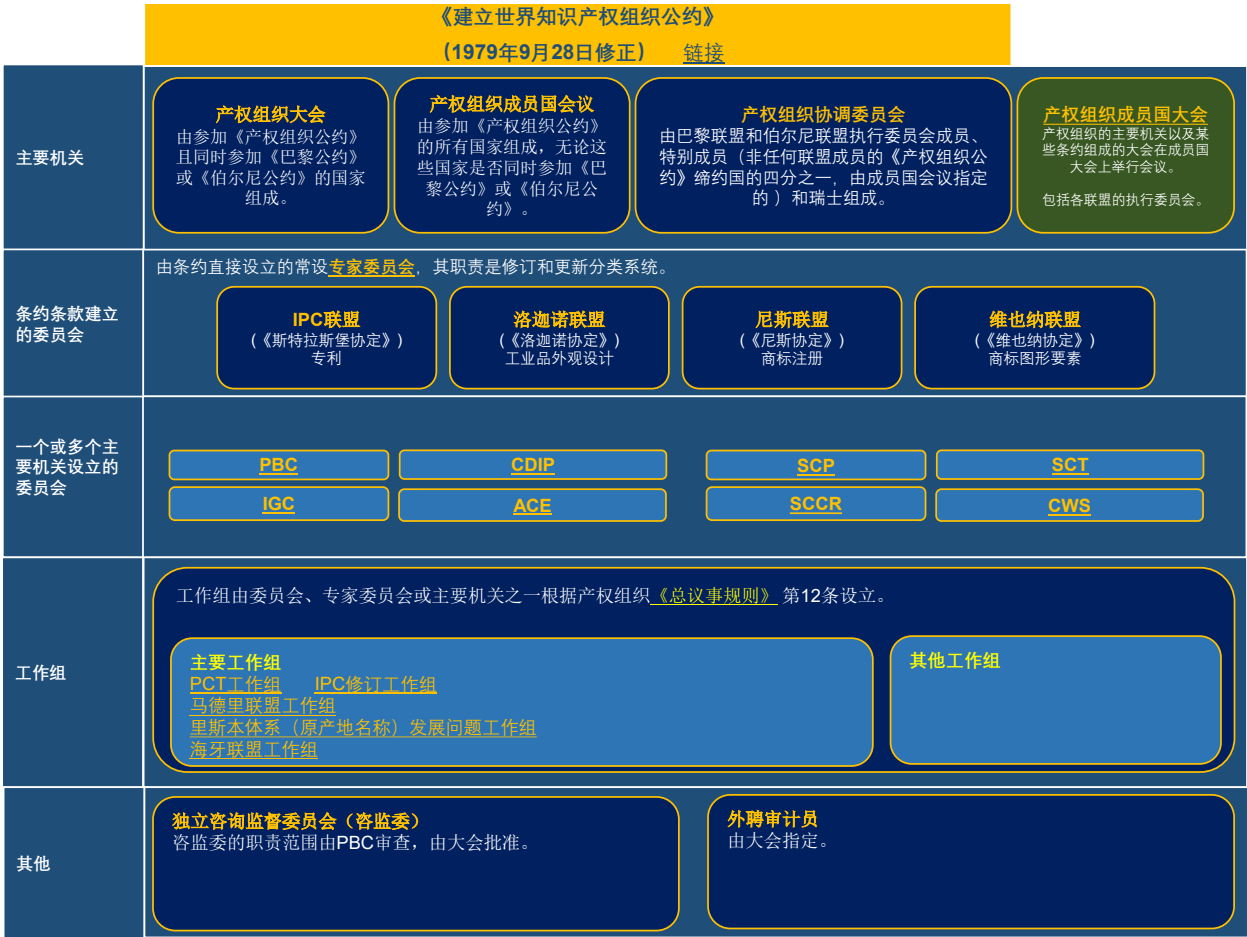 《建立世界知识产权组织公约》
（1979年9月28日修正） 链接
主要机关
产权组织大会
由参加《产权组织公约》
且同时参加《巴黎公约》
或《伯尔尼公约》的国家
组成。
产权组织成员国会议
由参加《产权组织公约》
的所有国家组成，无论这
些国家是否同时参加《巴
黎公约》或《伯尔尼公
约》。
产权组织协调委员会
由巴黎联盟和伯尔尼联盟执行委员会成员、
特别成员（非任何联盟成员的《产权组织公
约》缔约国的四分之一，由成员国会议指定
的 ）和瑞士组成。
产权组织成员国大会
产权组织的主要机关以及某
些条约组成的大会在成员国
大会上举行会议。
包括各联盟的执行委员会。
条约条款建立
的委员会
由条约直接设立的常设专家委员会，其职责是修订和更新分类系统。
IPC联盟
(《斯特拉斯堡协定》)
专利
洛迦诺联盟
(《洛迦诺协定》)
工业品外观设计
尼斯联盟
(《尼斯协定》)
商标注册
维也纳联盟
(《维也纳协定》)
商标图形要素
一个或多个主
要机关设立的
委员会
PBC
CDIP
SCP
SCT
IGC
ACE
SCCR
CWS
工作组
工作组由委员会、专家委员会或主要机关之一根据产权组织《总议事规则》 第12条设立。
主要工作组
PCT工作组 IPC修订工作组
马德里联盟工作组
里斯本体系（原产地名称）发展问题工作组
海牙联盟工作组
其他工作组
其他
独立咨询监督委员会（咨监委）
咨监委的职责范围由PBC审查，由大会批准。
外聘审计员
由大会指定。